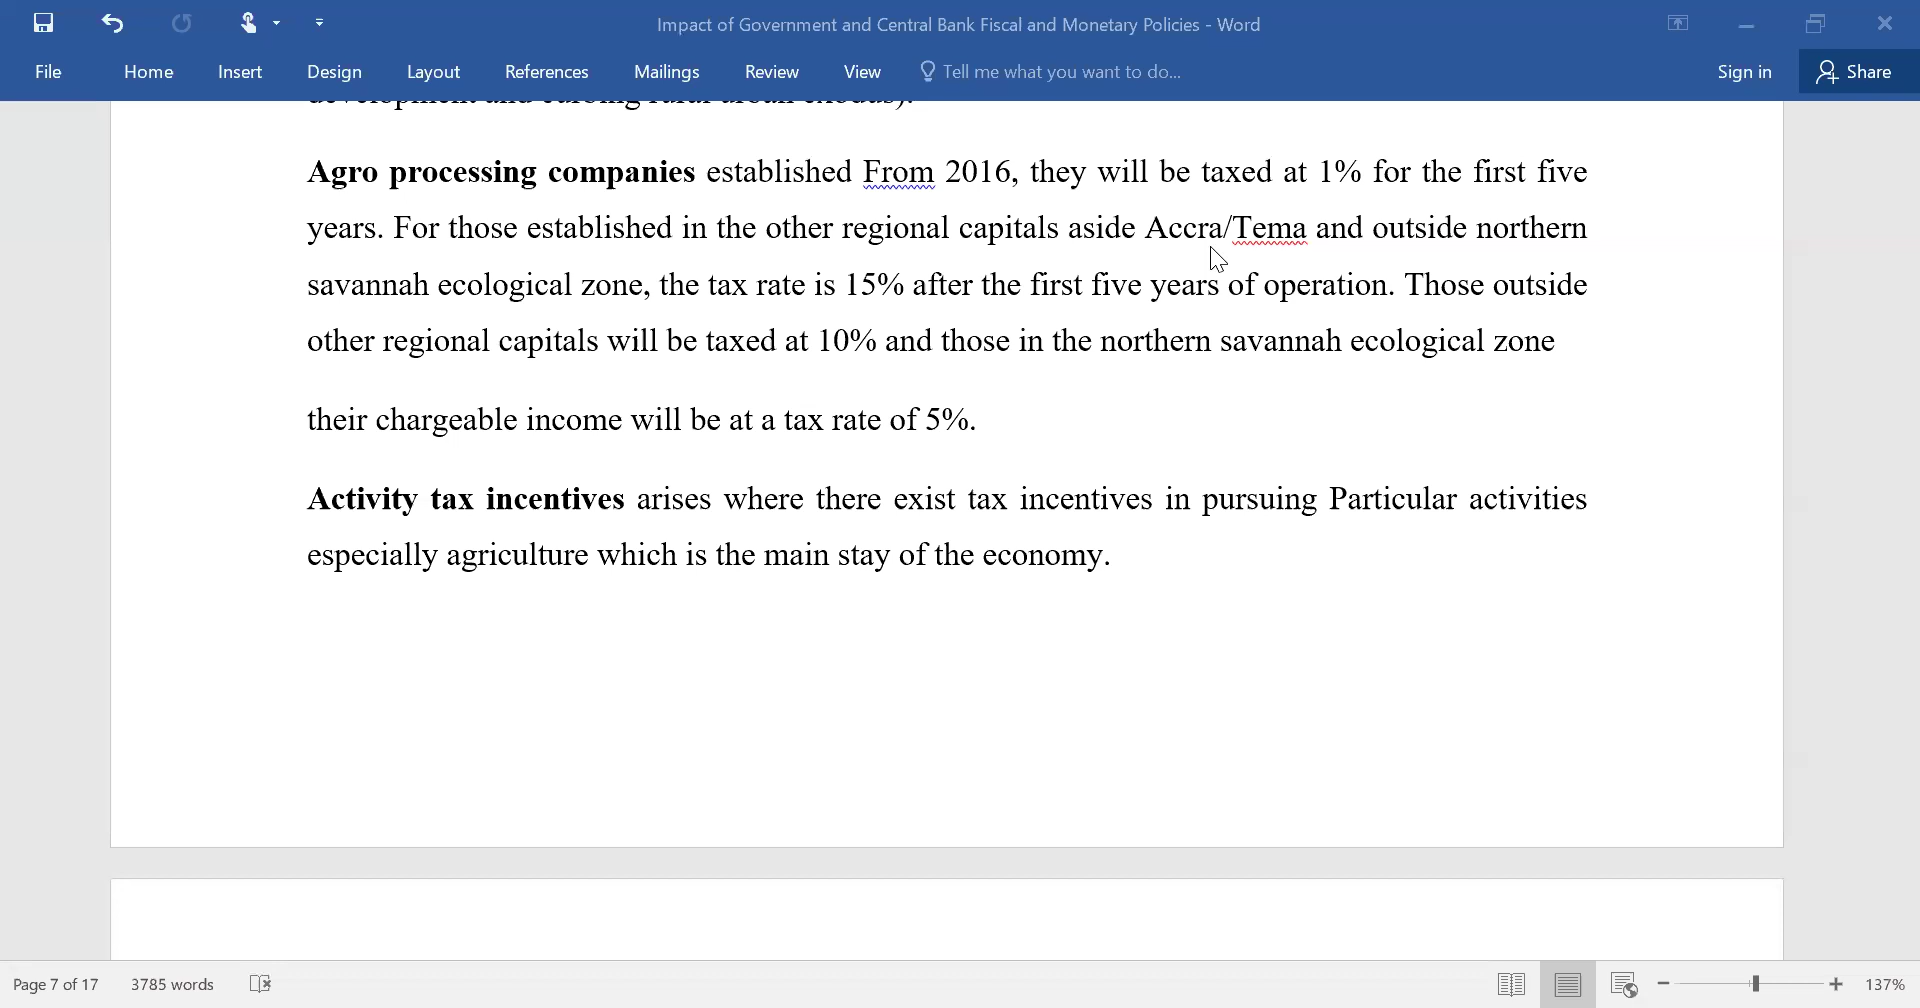 Impact of Government and Central Bank Fiscal and Monetary Policies - Word
File Home Insert Design Layout References Mailings Review View Tell me what you want to do... Sign in Share
development and curbing rural urban exodus).
Agro processing companies established From 2016, they will be taxed at 1% for the first five
years. For those established in the other regional capitals aside Accra/Tema and outside northern
savannah ecological zone, the tax rate is 15% after the first five years of operation. Those outside
other regional capitals will be taxed at 10% and those in the northern savannah ecological zone
their chargeable income will be at a tax rate of 5%.
Activity tax incentives arises where there exist tax incentives in pursuing Particular activities
especially agriculture which is the main stay of the economy.
Page 7 of 17 3785 words 137%